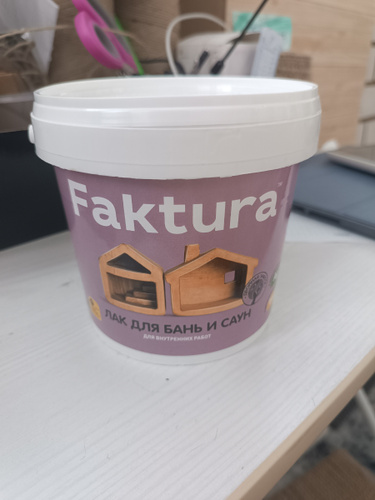 Faktura
ЛАК ДЛЯ БАНЬ И САУН
ДЛЯ ВНУТРЕННИХ РАБОТ